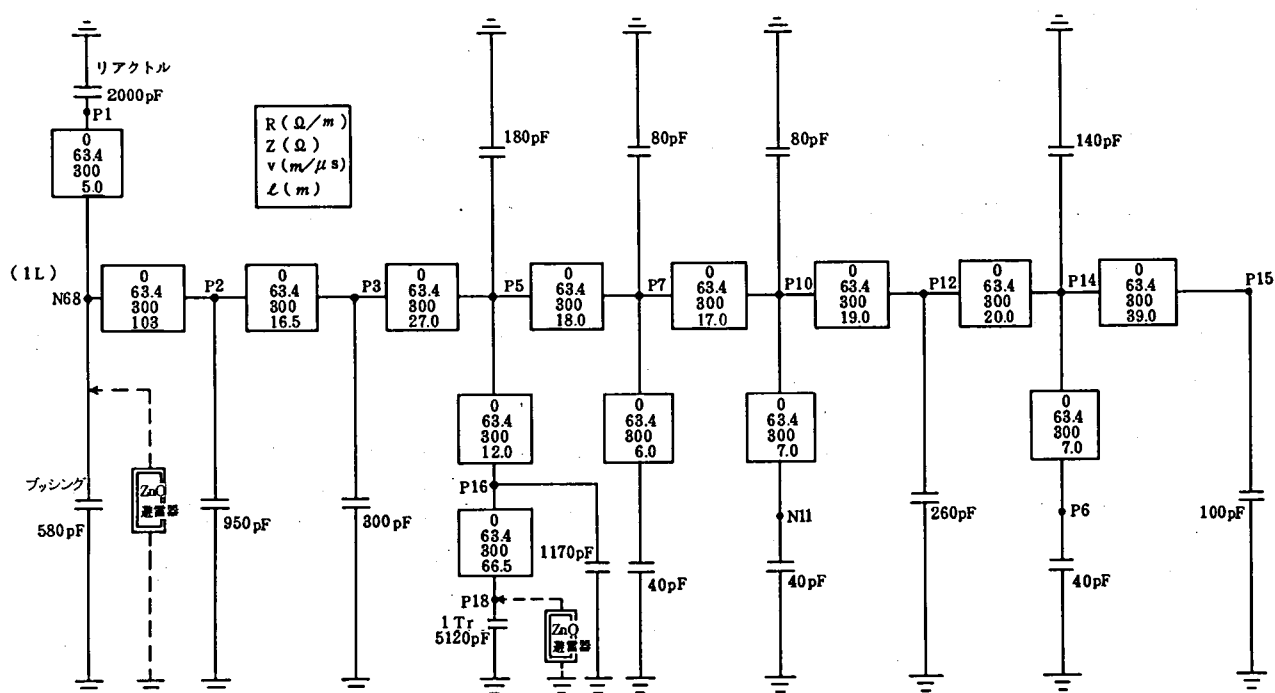 リアクトル
2000pF
P1
0
63.4
300
5.0
R(Ω/m)
Z(Ω)
v(m/μs)
ℓ(m)
180pF
80pF
80pF
140pF
(1L)
N68
0
63.4
300
103
P2
0
63.4
300
16.5
P3
0
63.4
300
27.0
P5
0
63.4
300
18.0
P7
0
63.4
300
17.0
P10
0
63.4
300
19.0
P12
0
63.4
300
20.0
P14
0
63.4
300
39.0
P15
0
63.4
300
12.0
0
63.4
300
6.0
0
63.4
300
7.0
0
63.4
300
7.0
ブッシング
580pF
ZnO
避雷器
950pF
300pF
P16
0
63.4
300
66.5
1170pF
P18
1Tr
5120pF
ZnO
避雷器
40pF
N11
40pF
260pF
P6
40pF
100pF